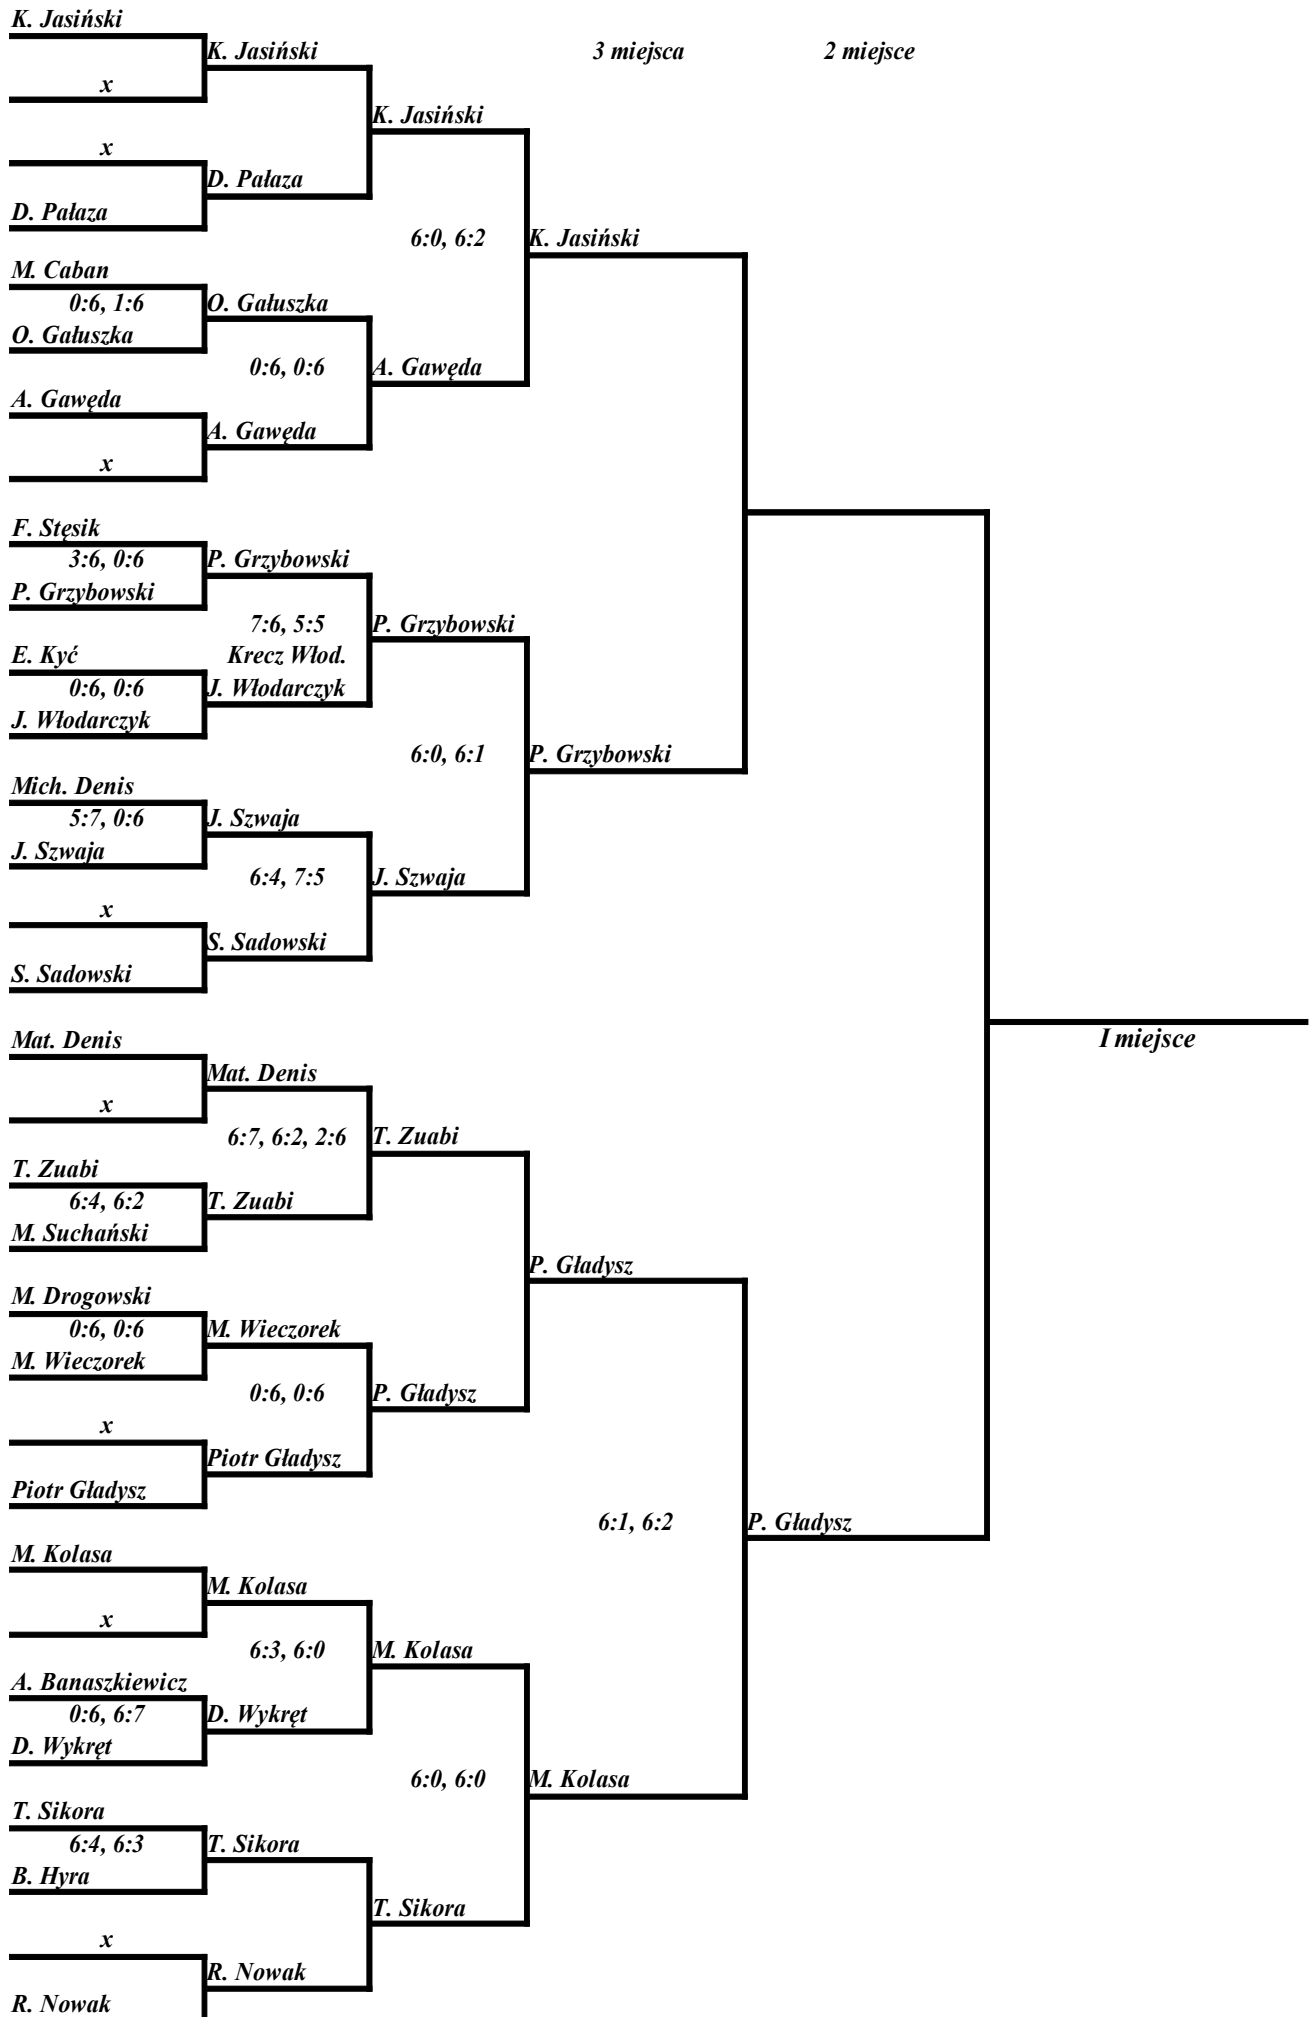 K. Jasiński
K. Jasiński
3 miejsca
2 miejsce
x
K. Jasiński
x
D. Pałaza
D. Pałaza
6:0, 6:2
K. Jasiński
M. Caban
0:6, 1:6
O. Gałuszka
O. Gałuszka
0:6, 0:6
A. Gawęda
A. Gawęda
A. Gawęda
x
F. Stęsik
3:6, 0:6
P. Grzybowski
P. Grzybowski
7:6, 5:5
P. Grzybowski
E. Kyć
Krecz Włod.
0:6, 0:6
J. Włodarczyk
J. Włodarczyk
6:0, 6:1
P. Grzybowski
Mich. Denis
5:7, 0:6
J. Szwaja
J. Szwaja
6:4, 7:5
J. Szwaja
x
S. Sadowski
S. Sadowski
I miejsce
Mat. Denis
Mat. Denis
x
6:7, 6:2, 2:6
T. Zuabi
T. Zuabi
6:4, 6:2
T. Zuabi
M. Suchański
P. Gładysz
M. Drogowski
0:6, 0:6
M. Wieczorek
M. Wieczorek
0:6, 0:6
P. Gładysz
x
Piotr Gładysz
Piotr Gładysz
6:1, 6:2
P. Gładysz
M. Kolasa
M. Kolasa
x
6:3, 6:0
M. Kolasa
A. Banaszkiewicz
0:6, 6:7
D. Wykręt
D. Wykręt
6:0, 6:0
M. Kolasa
T. Sikora
6:4, 6:3
T. Sikora
B. Hyra
T. Sikora
x
R. Nowak
R. Nowak